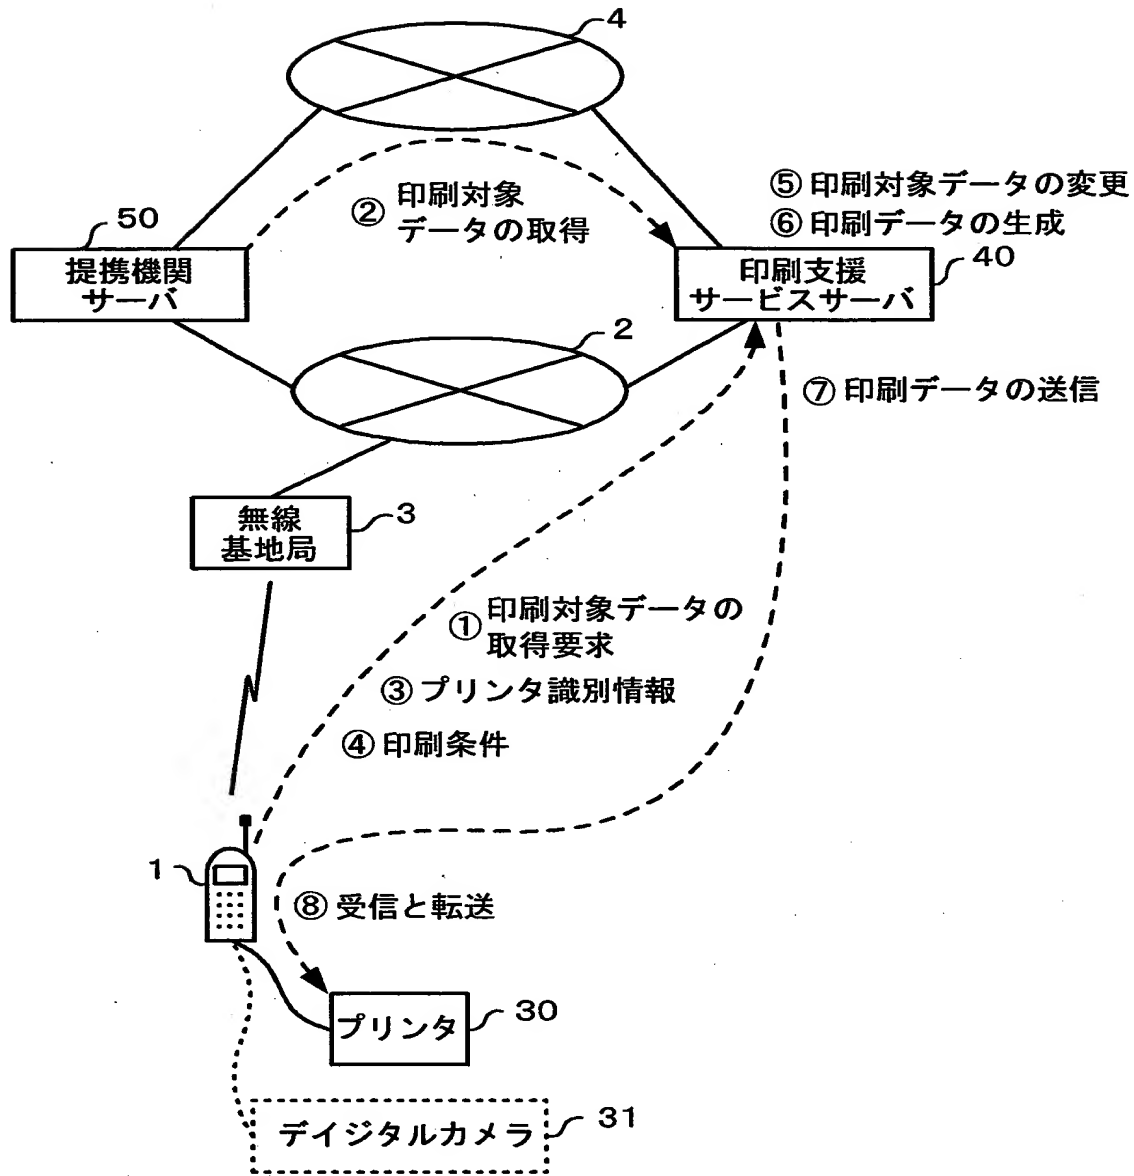 4
② 印刷対象
データの取得
⑤ 印刷対象データの変更
⑥ 印刷データの生成
50
提携機関
サーバ
印刷支援
サービスサーバ
40
2
⑦ 印刷データの送信
無線
基地局
3
① 印刷対象データの
取得要求
③ プリンタ識別情報
④ 印刷条件
1
⑧ 受信と転送
プリンタ
30
デイジタルカメラ
31